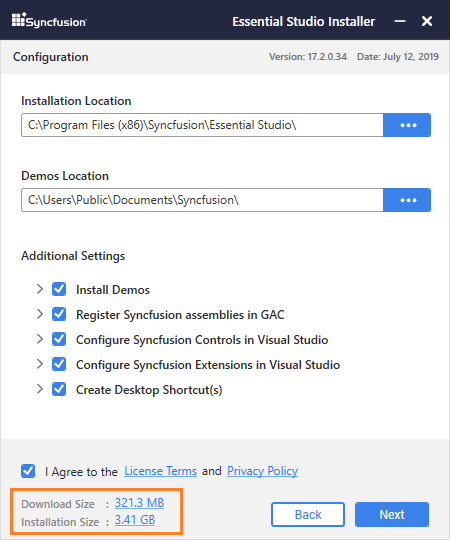 Syncfusion® Essential Studio Installer
Configuration Version: 17.2.0.34 Date: July 12, 2019
Installation Location
C:\Program Files (x86)\Syncfusion\Essential Studio\
Demos Location
C:\Users\Public\Documents\Syncfusion\
Additional Settings
Install Demos
Register Syncfusion assemblies in GAC
Configure Syncfusion Controls in Visual Studio
Configure Syncfusion Extensions in Visual Studio
Create Desktop Shortcut(s)
I Agree to the License Terms and Privacy Policy
Download Size : 321.3 MB
Installation Size : 3.41 GB
Back Next